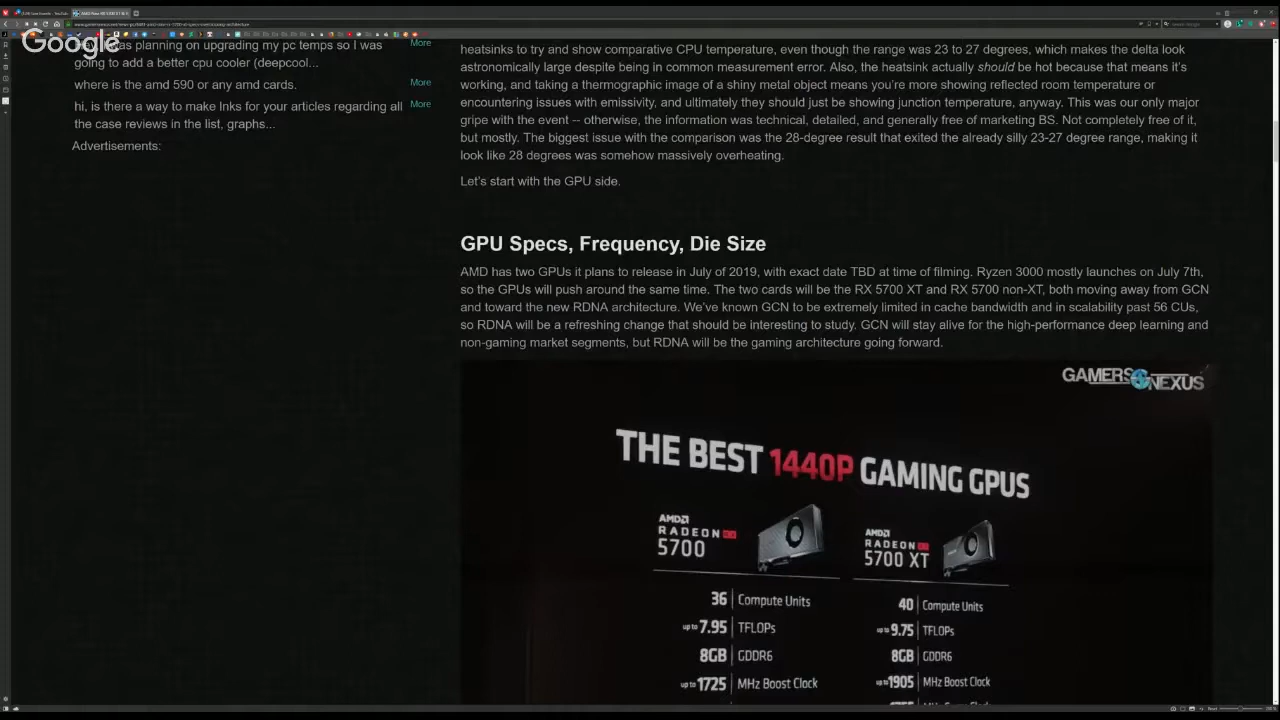 Google
was planning on upgrading my pc temps so I was
More
going to add a better cpu cooler (deepcool...
where is the amd 590 or any amd cards.
More
hi, is there a way to make lnks for your articles regarding all
More
the case reviews in the list, graphs...
Advertisements:
heatsinks to try and show comparative CPU temperature, even though the range was 23 to 27 degrees, which makes the delta look
astronomically large despite being in common measurement error. Also, the heatsink actually should be hot because that means it's
working, and taking a thermographic image of a shiny metal object means you're more showing reflected room temperature or
encountering issues with emissivity, and ultimately they should just be showing junction temperature, anyway. This was our only major
gripe with the event -- otherwise, the information was technical, detailed, and generally free of marketing BS. Not completely free of it,
but mostly. The biggest issue with the comparison was the 28-degree result that exited the already silly 23-27 degree range, making it
look like 28 degrees was somehow massively overheating.
Let's start with the GPU side.
GPU Specs, Frequency, Die Size
AMD has two GPUs it plans to release in July of 2019, with exact date TBD at time of filming. Ryzen 3000 mostly launches on July 7th,
so the GPUs will push around the same time. The two cards will be the RX 5700 XT and RX 5700 non-XT, both moving away from GCN
and toward the new RDNA architecture. We've known GCN to be extremely limited in cache bandwidth and in scalability past 56 CUs,
so RDNA will be a refreshing change that should be interesting to study. GCN will stay alive for the high-performance deep learning and
non-gaming market segments, but RDNA will be the gaming architecture going forward.
GAMERS NEXUS
THE BEST 1440P GAMING GPUS
AMD
RADEON RX
5700
AMD
RADEON RX
5700 XT
36 Compute Units
40 Compute Units
up to 7.95 TFLOPs
up to 9.75 TFLOPs
8GB GDDR6
8GB GDDR6
up to 1725 MHz Boost Clock
up to 1905 MHz Boost Clock